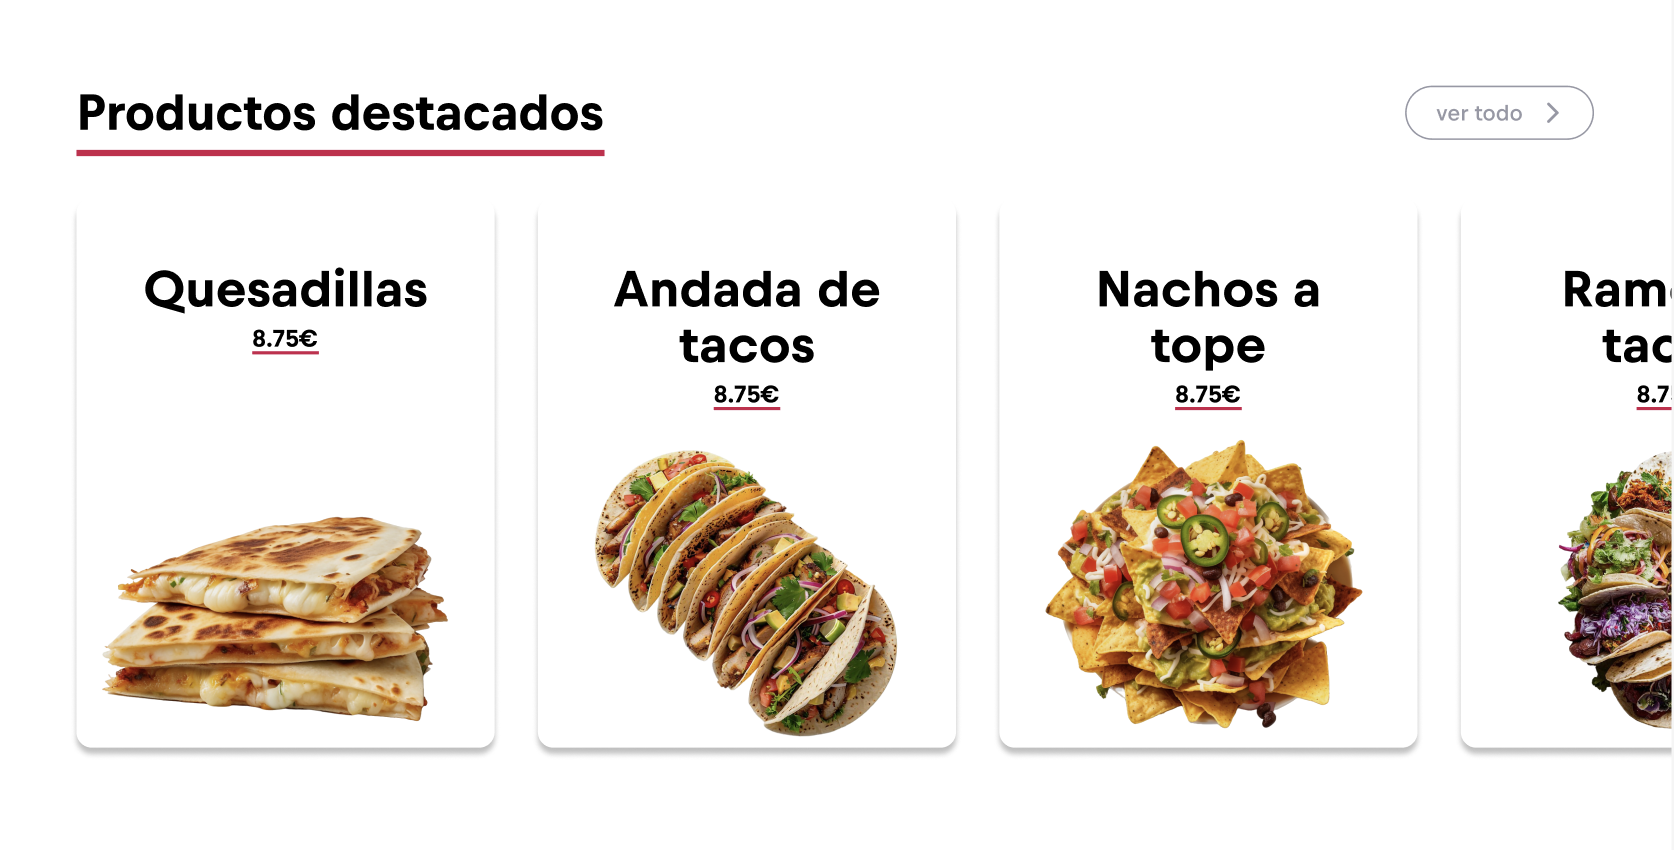 Productos destacados
ver todo
Quesadillas
8.75€
Andada de
tacos
8.75€
Nachos a
tope
8.75€